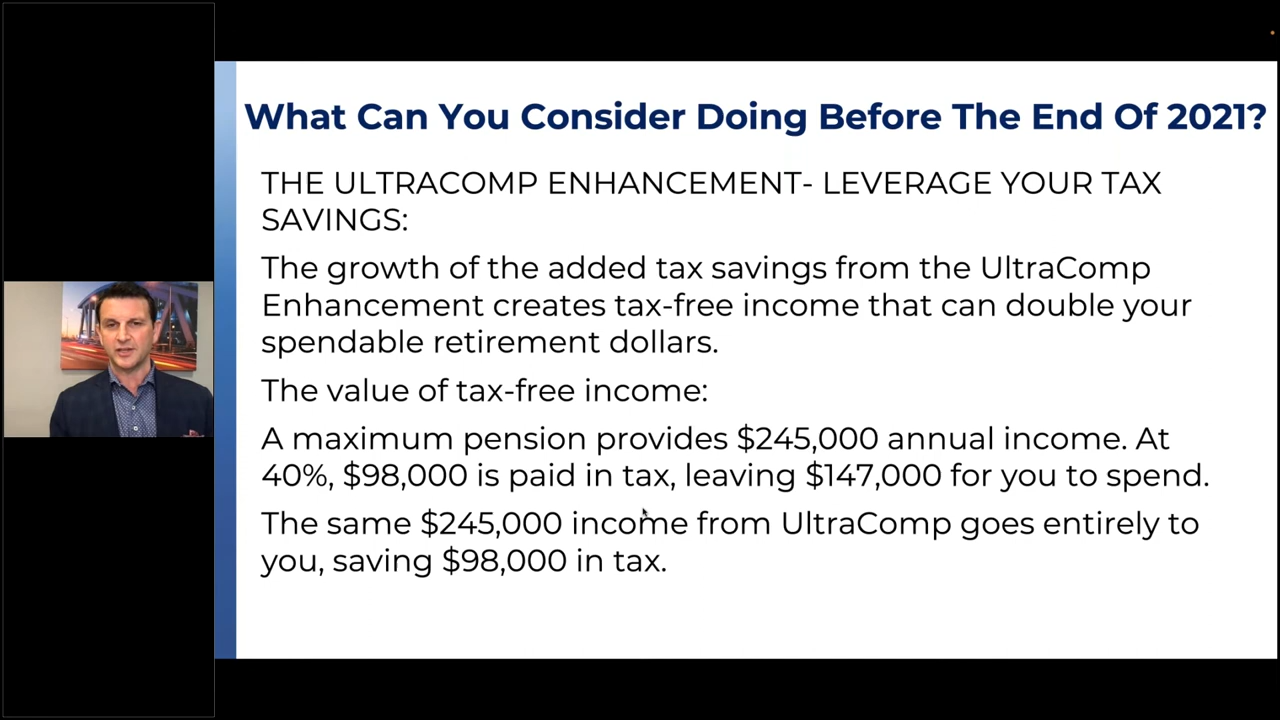 What Can You Consider Doing Before The End Of 2021?
THE ULTRACOMP ENHANCEMENT- LEVERAGE YOUR TAX
SAVINGS:
The growth of the added tax savings from the UltraComp
Enhancement creates tax-free income that can double your
spendable retirement dollars.
The value of tax-free income:
A maximum pension provides $245,000 annual income. At
40%, $98,000 is paid in tax, leaving $147,000 for you to spend.
The same $245,000 income from UltraComp goes entirely to
you, saving $98,000 in tax.